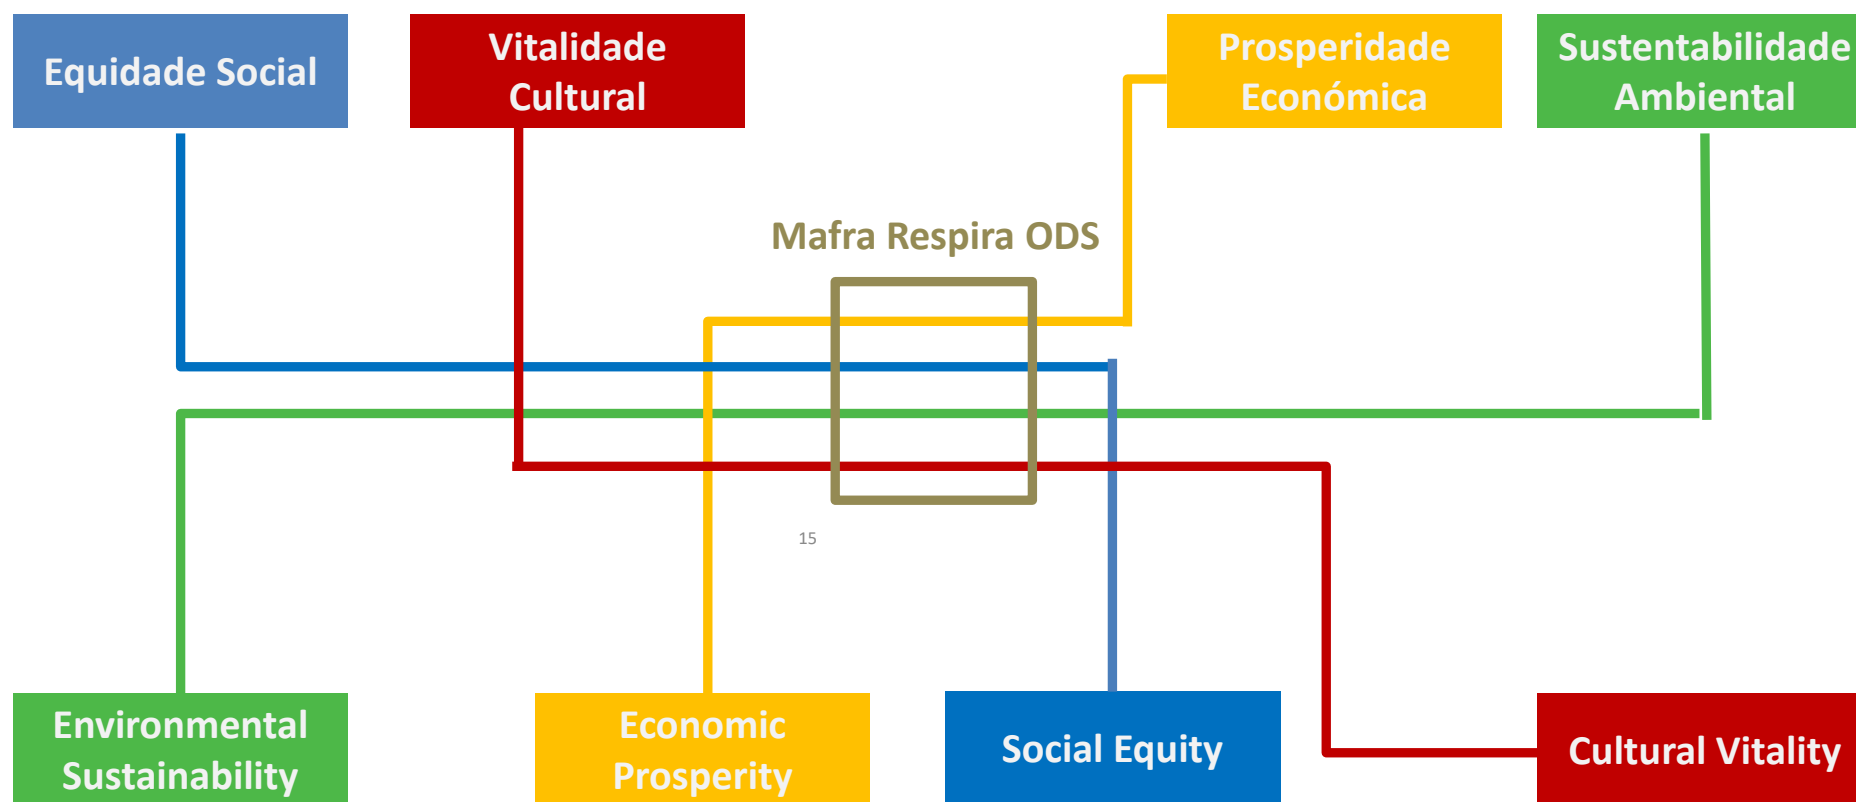 Equidade Social
Vitalidade
Cultural
Prosperidade
Económica
Sustentabilidade
Ambiental
Mafra Respira ODS
15
Environmental
Sustainability
Economic
Prosperity
Social Equity
Cultural Vitality